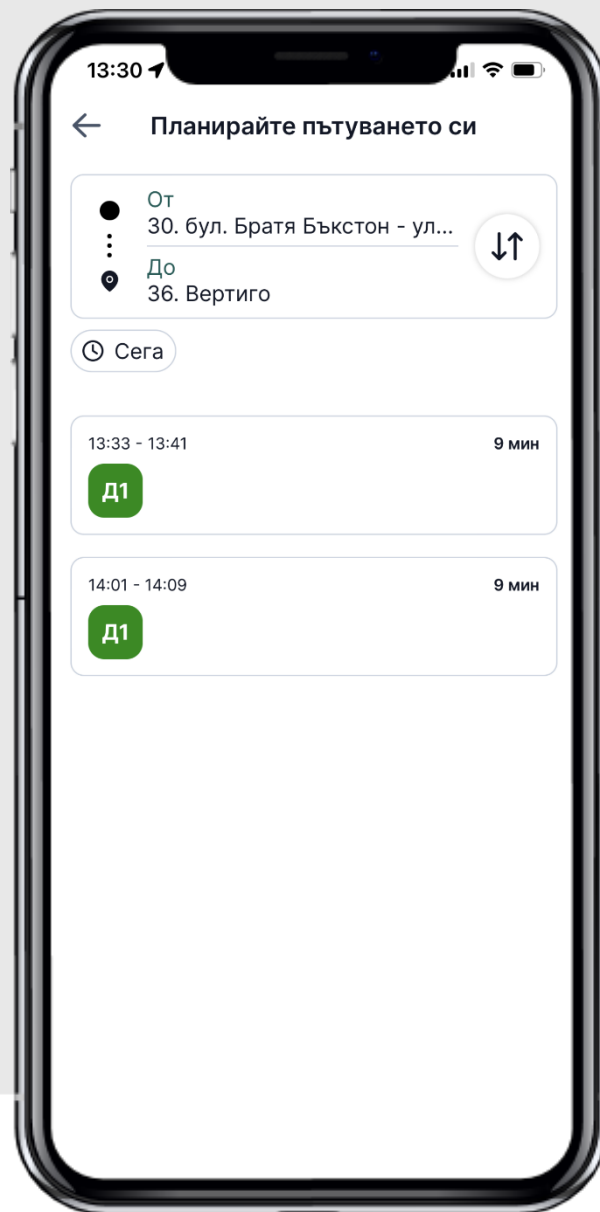 13:30
Планирайте пътуването си
От
30. бул. Братя Бъкстон - ул...
До
36. Вертиго
Сега
13:33 - 13:41
9 мин
Д1
14:01 - 14:09
9 мин
Д1